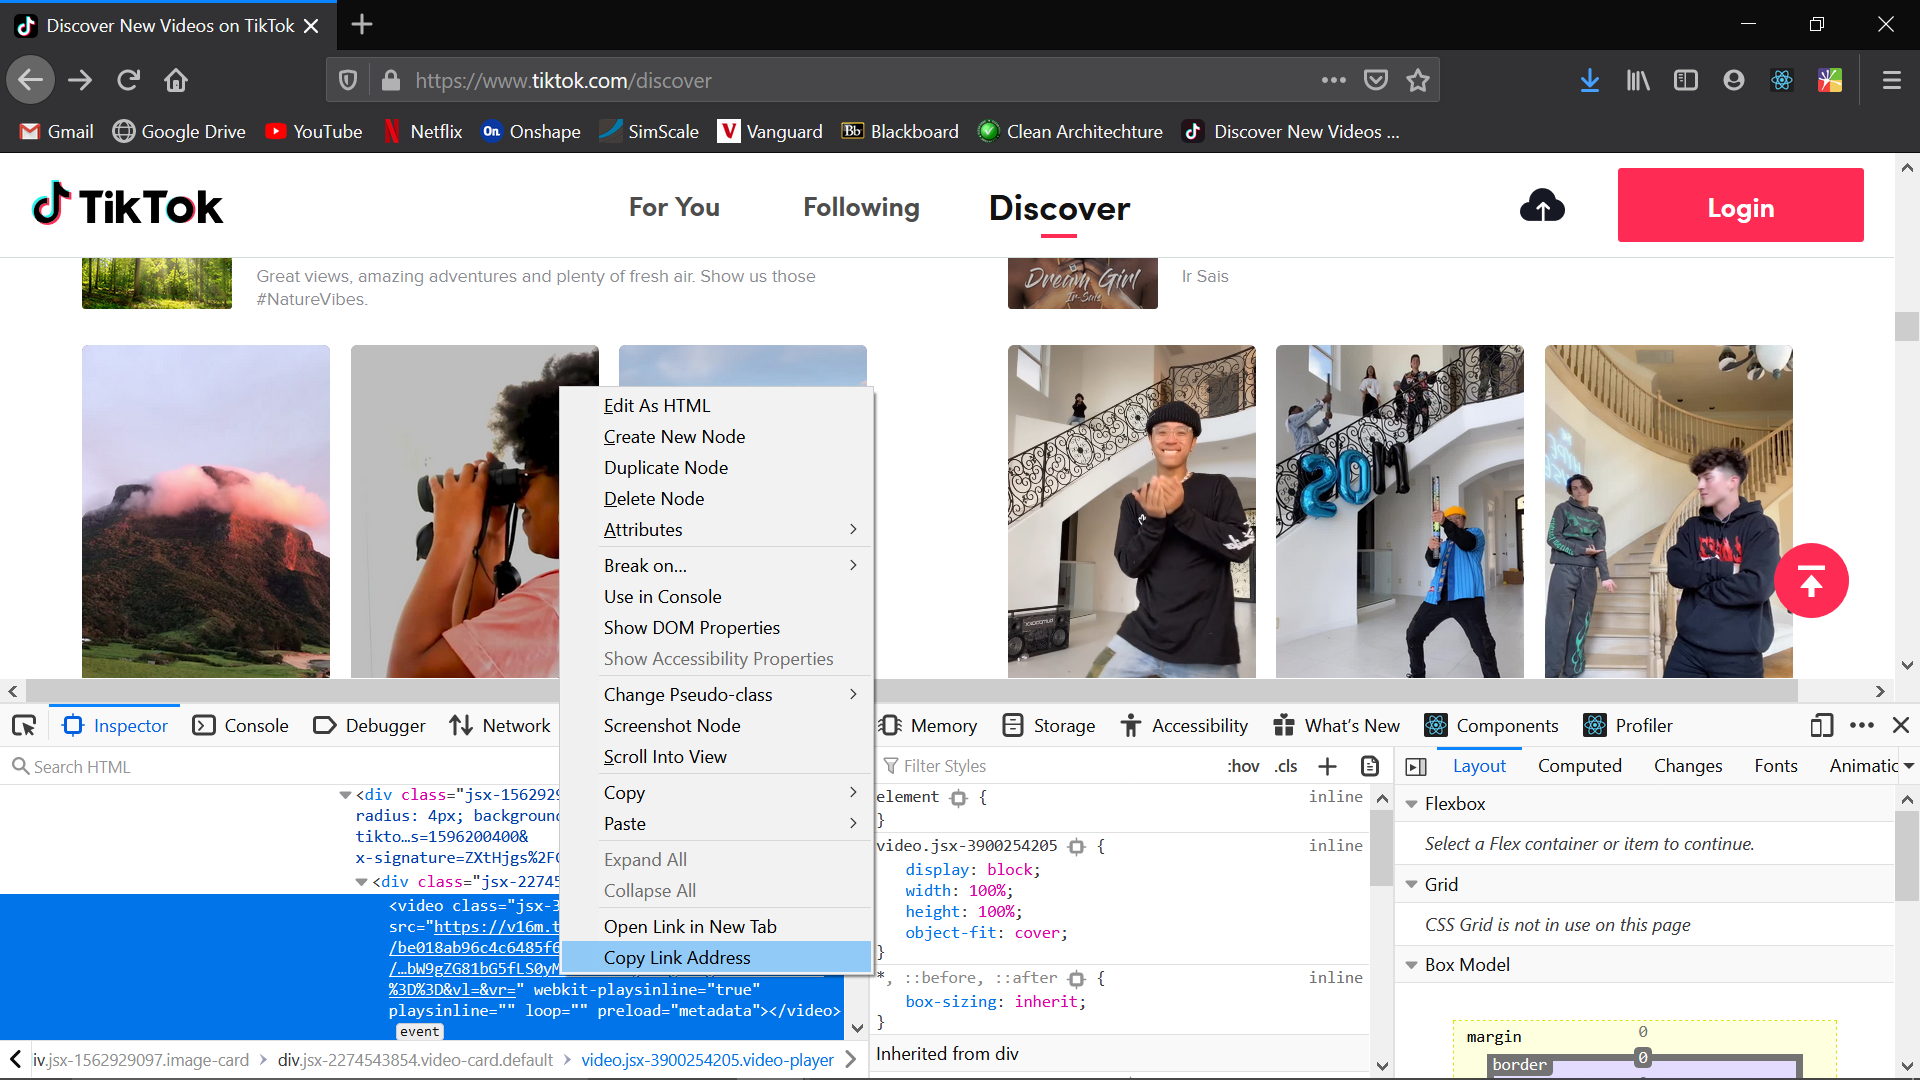 Discover New Videos on TikTok
https://www.tiktok.com/discover
Gmail
Google Drive
YouTube
Netflix
On. Onshape
SimScale
V Vanguard
Bb Blackboard
Clean Architechture
Discover New Videos ...
TikTok
For You
Following
Discover
Login
Great views, amazing adventures and plenty of fresh air. Show us those
#NatureVibes.
Dream Girl
Ir-Sais
Ir Sais
20M
Edit As HTML
Create New Node
Duplicate Node
Delete Node
Attributes
Break on...
Use in Console
Show DOM Properties
Show Accessibility Properties
Change Pseudo-class
Screenshot Node
Scroll Into View
Copy
Paste
Expand All
Collapse All
Open Link in New Tab
Copy Link Address
Inspector
Console
Debugger
Network
Memory
Storage
Accessibility
What's New
Components
Profiler
Search HTML
<div class="jsx-1562929
radius: 4px; background
tikto…s=1596200400&
x-signature=ZXtHjgs%2F
<div class="jsx-22745
<video class="jsx-3
src="https://v16m.t
/be018ab96c4c6485f6
/…bW9gZG81bG5fLS0yM
%3D%3D&vl=&vr=" webkit-playsinline="true"
playsinline="" loop="" preload="metadata"></video>
event
iv.jsx-1562929097.image-card
div.jsx-2274543854.video-card.default
video.jsx-3900254205.video-player
Filter Styles
:hov .cls +
element {
inline
}
video.jsx-3900254205 {
inline
display: block;
width: 100%;
height: 100%;
object-fit: cover;
}
*, ::before, ::after {
inline
box-sizing: inherit;
}
Inherited from div
Layout
Computed
Changes
Fonts
Animatic
Flexbox
Select a Flex container or item to continue.
Grid
CSS Grid is not in use on this page
Box Model
margin
0
border
0